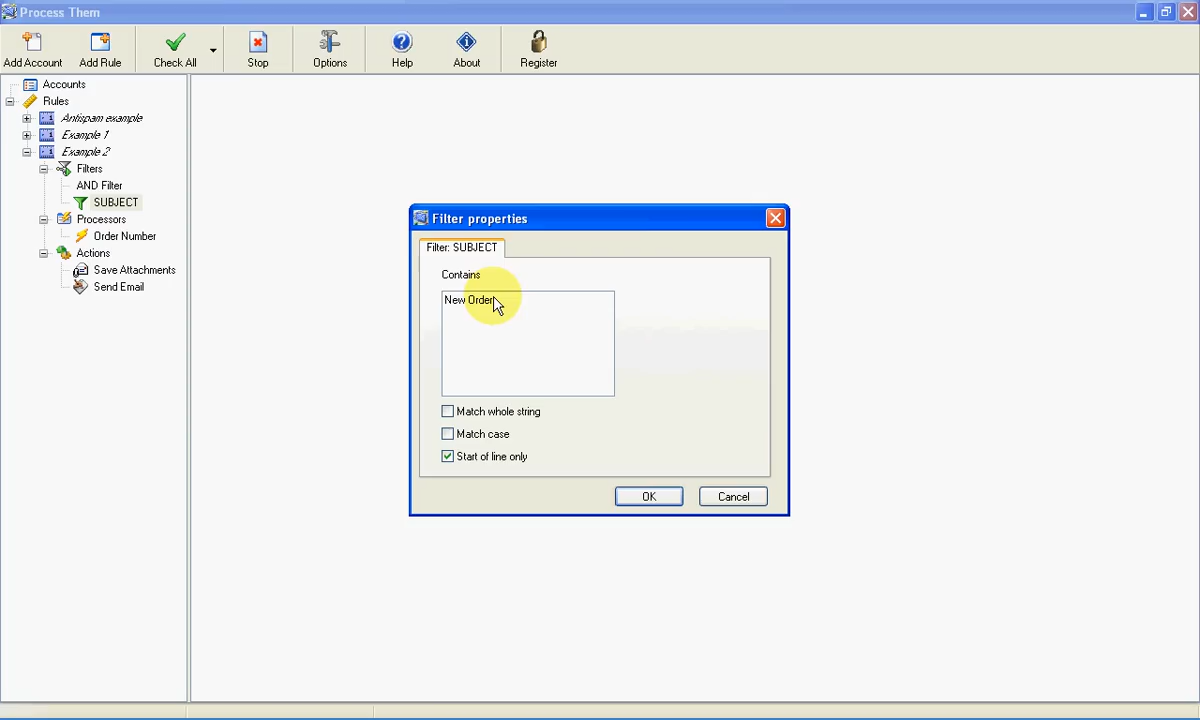 Process Them
Add Account Add Rule Check All Stop Options Help About Register
Accounts
Rules
Antispam example
Example 1
Example 2
Filters
AND Filter
SUBJECT
Processors
Order Number
Actions
Save Attachments
Send Email
Filter properties
Filter: SUBJECT
Contains
New Order
Match whole string
Match case
Start of line only
OK Cancel